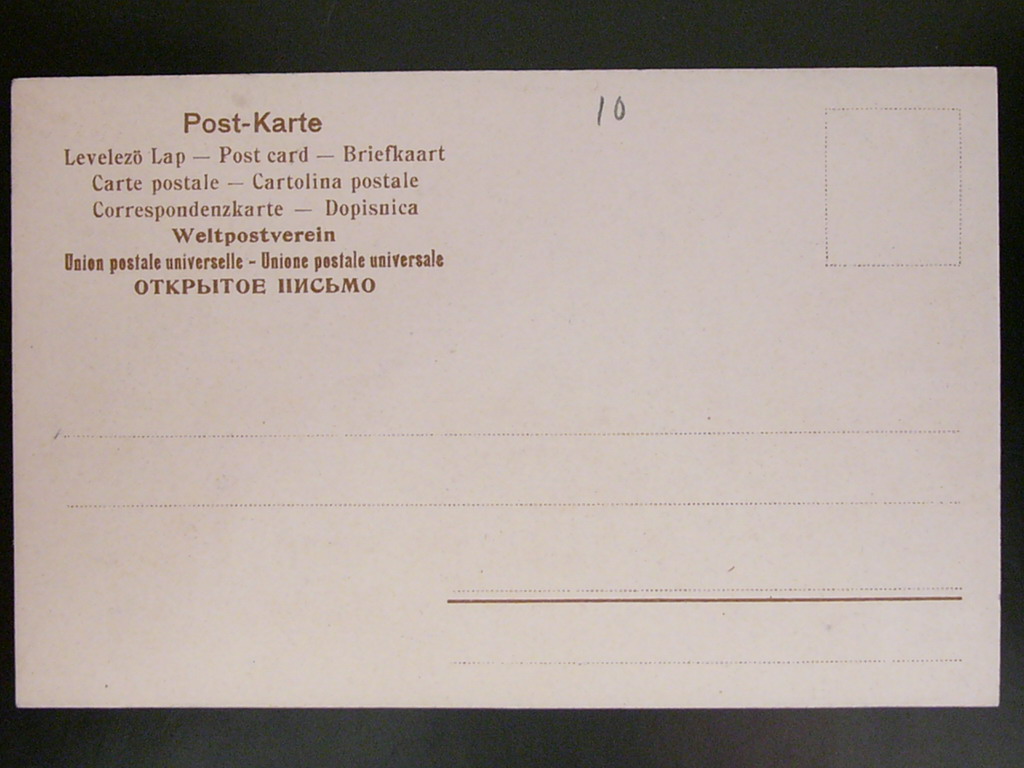 Post-Karte
10
Levelezö Lap — Post card — Briefkaart
Carte postale — Cartolina postale
Correspondenzkarte — Dopisnica
Weltpostverein
Union postale universelle - Unione postale universale
ОТКРЫТОЕ ПИСЬМО